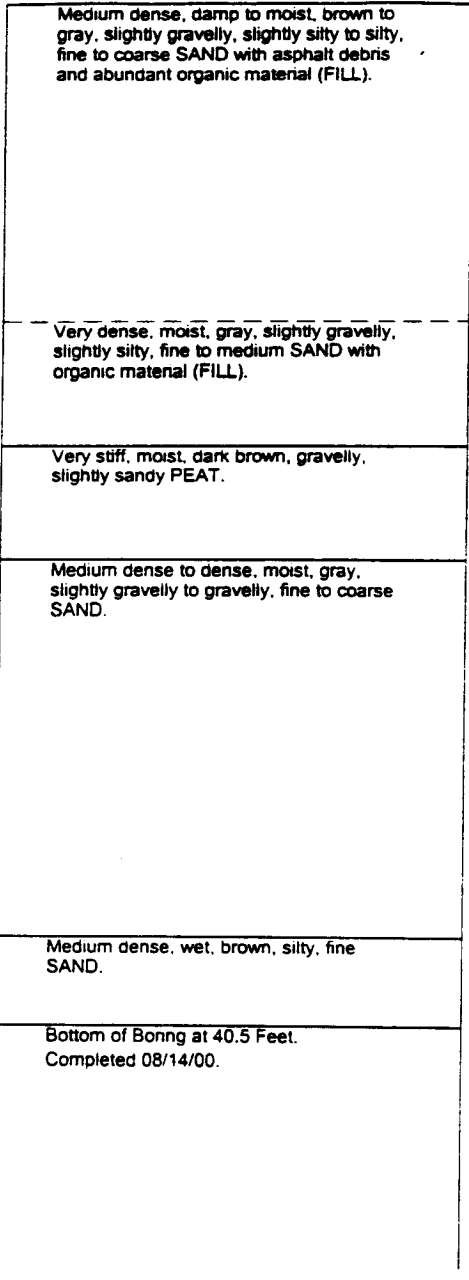 Medium dense, damp to moist, brown to
gray, slightly gravelly, slightly silty to silty,
fine to coarse SAND with asphalt debris
and abundant organic material (FILL).
Very dense, moist, gray, slightly gravelly,
slightly silty, fine to medium SAND with
organic material (FILL).
Very stiff, moist, dark brown, gravelly,
slightly sandy PEAT.
Medium dense to dense, moist, gray,
slightly gravelly to gravelly, fine to coarse
SAND.
Medium dense, wet, brown, silty, fine
SAND.
Bottom of Boring at 40.5 Feet.
Completed 08/14/00.